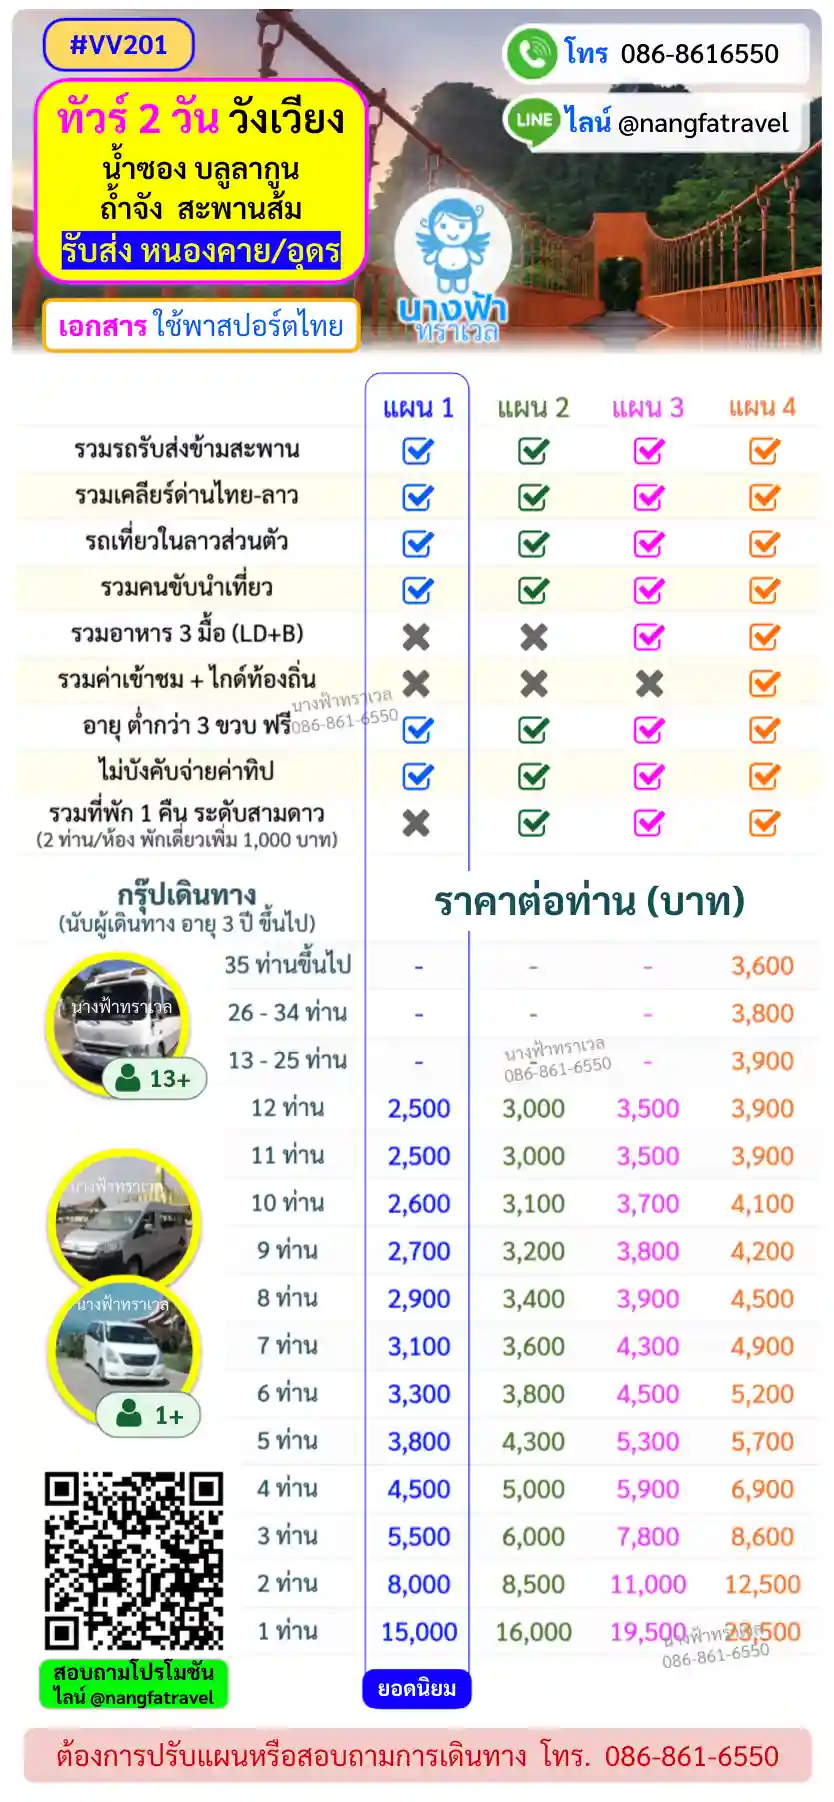 #VV201
โทร 086-8616550
ทัวร์ 2 วัน วังเวียง
LINE ไลน์ @nangfatravel
น้ำซอง บลูลากูน
ถ้ำจัง สะพานส้ม
รับส่ง หนองคาย/อุดร
นางฟ้า
ทราเวล
เอกสาร ใช้พาสปอร์ตไทย
แผน 1 แผน 2 แผน 3 แผน 4
รวมรถรับส่งข้ามสะพาน
รวมเคลียร์ด่านไทย-ลาว
รถเที่ยวในลาวส่วนตัว
รวมคนขับนำเที่ยว
รวมอาหาร 3 มื้อ (LD+B)
รวมค่าเข้าชม + ไกด์ท้องถิ่น
นางฟ้าทราเวล
086-861-6550
อายุ ต่ำกว่า 3 ขวบ ฟรี
ไม่บังคับจ่ายค่าทิป
รวมที่พัก 1 คืน ระดับสามดาว
(2 ท่าน/ห้อง พักเดี่ยวเพิ่ม 1,000 บาท)
กรุ๊ปเดินทาง
ราคาต่อท่าน (บาท)
(นับผู้เดินทาง อายุ 3 ปี ขึ้นไป)
35 ท่านขึ้นไป - - - 3,600
นางฟ้าทราเวล
26 - 34 ท่าน - - - 3,800
นางฟ้าทราเวล
086-861-6550
13 - 25 ท่าน - - - 3,900
13+
12 ท่าน 2,500 3,000 3,500 3,900
11 ท่าน 2,500 3,000 3,500 3,900
นางฟ้าทราเวล
10 ท่าน 2,600 3,100 3,700 4,100
9 ท่าน 2,700 3,200 3,800 4,200
8 ท่าน 2,900 3,400 3,900 4,500
นางฟ้าทราเวล
7 ท่าน 3,100 3,600 4,300 4,900
6 ท่าน 3,300 3,800 4,500 5,200
1+
5 ท่าน 3,800 4,300 5,300 5,700
4 ท่าน 4,500 5,000 5,900 6,900
3 ท่าน 5,500 6,000 7,800 8,600
2 ท่าน 8,000 8,500 11,000 12,500
1 ท่าน 15,000 16,000 19,500 23,500
นางฟ้าทราเวล
086-861-6550
สอบถามโปรโมชัน
ไลน์ @nangfatravel
ยอดนิยม
ต้องการปรับแผนหรือสอบถามการเดินทาง โทร. 086-861-6550